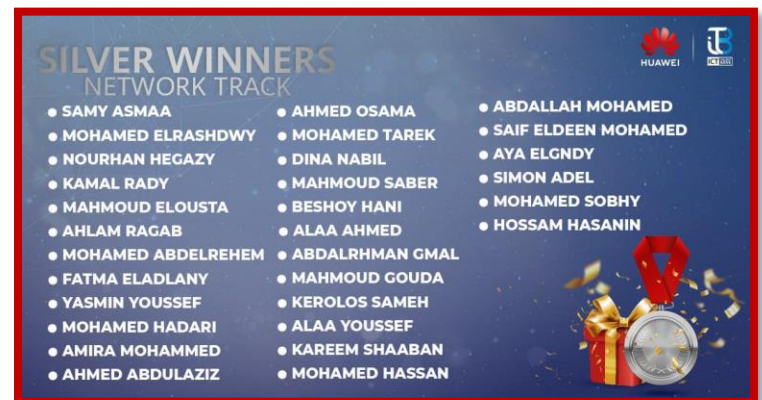 SILVER WINNERS
NETWORK TRACK
HUAWEI
ITB
ICT
● SAMY ASMAA
● MOHAMED ELRASHDWY
● NOURHAN HEGAZY
● KAMAL RADY
● MAHMOUD ELOUSTA
● AHLAM RAGAB
● MOHAMED ABDELREHEM
● FATMA ELADLANY
● YASMIN YOUSSEF
● MOHAMED HADARI
● AMIRA MOHAMMED
● AHMED ABDULAZIZ
● AHMED OSAMA
● MOHAMED TAREK
● DINA NABIL
● MAHMOUD SABER
● BESHOY HANI
● ALAA AHMED
● ABDALRHMAN GMAL
● MAHMOUD GOUDA
● KEROLOS SAMEH
● ALAA YOUSSEF
● KAREEM SHAABAN
● MOHAMED HASSAN
● ABDALLAH MOHAMED
● SAIF ELDEEN MOHAMED
● AYA ELGNDY
● SIMON ADEL
● MOHAMED SOBHY
● HOSSAM HASANIN